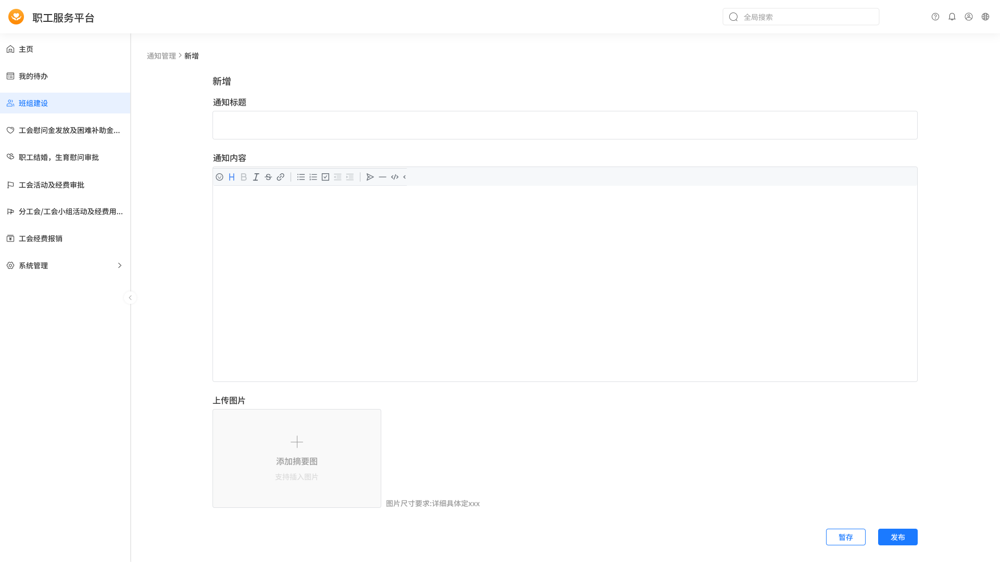 职工服务平台
全局搜索
主页
我的待办
班组建设
工会慰问金发放及困难补助金...
职工结婚，生育慰问审批
工会活动及经费审批
分工会/工会小组活动及经费用...
工会经费报销
系统管理
通知管理 > 新增
新增
通知标题
通知内容
上传图片
添加摘要图
支持插入图片
图片尺寸要求:详细具体定xxx
暂存
发布